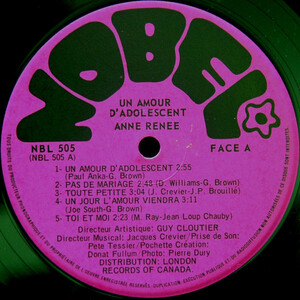 NOBEL
UN AMOUR
D'ADOLESCENT
ANNE RENEE
NBL 505
(NBL 505 A)
FACE A
1- UN AMOUR D'ADOLESCENT 2:55
(Paul Anka-G. Brown)
2- PAS DE MARIAGE 2:48 (D. Williams-G. Brown)
3- TOUTE PETITE 3:04 (J. Crevier-J.P. Brouillé)
4- UN JOUR L'AMOUR VIENDRA 3:11
(Joe South-G. Brown)
5- TOI ET MOI 2:23 (M. Ray-Jean Loup Chauby)
Directeur Artistique: GUY CLOUTIER
Directeur Musical: Jacques Crevier/Prise de Son:
Pete Tessier/Pochette Création:
Donat Fullum Photo: Pierre Dury
DISTRIBUTION: LONDON
RECORDS OF CANADA.